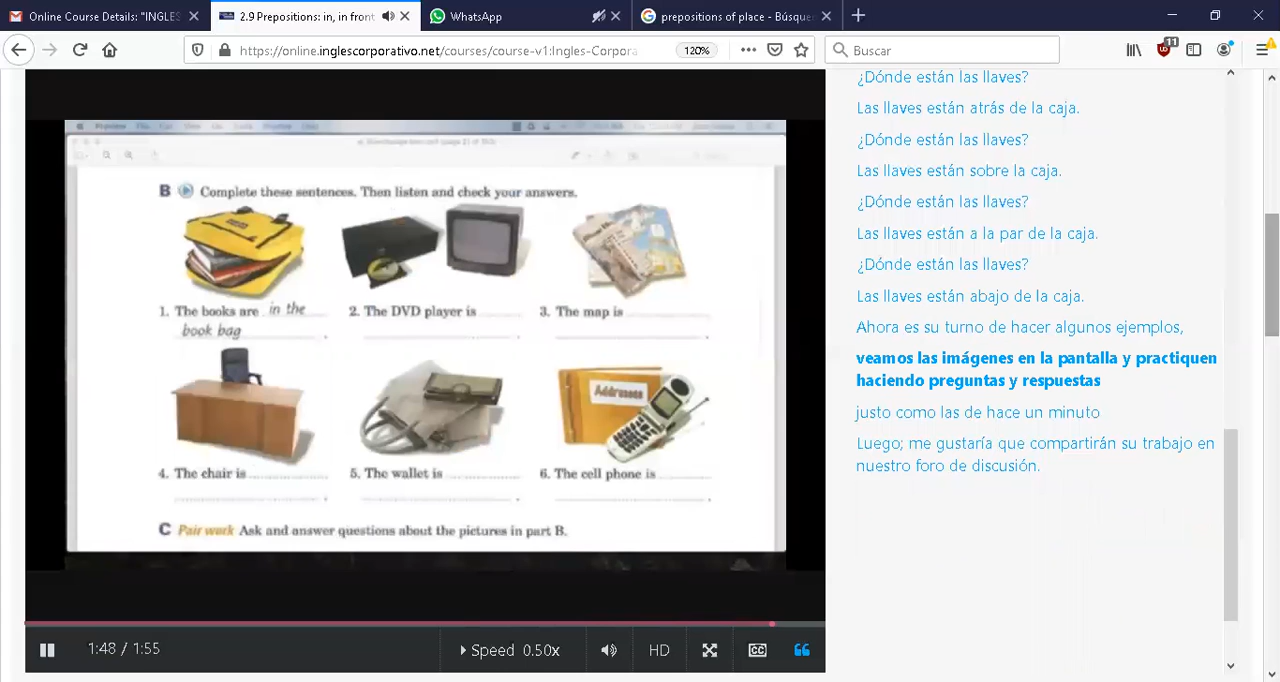 Online Course Details: "INGLES
2.9 Prepositions: in, in front
WhatsApp
prepositions of place - Búsque
https://online.inglescorporativo.net/courses/course-v1:Ingles-Corpora
120%
Buscar
11
B Complete these sentences. Then listen and check your answers.
1. The books are in the
book bag
2. The DVD player is
3. The map is
Addresses
4. The chair is
5. The wallet is
6. The cell phone is
C Pair work Ask and answer questions about the pictures in part B.
1:48 / 1:55
Speed 0.50x
HD
CC
¿Dónde están las llaves?
Las llaves están atrás de la caja.
¿Dónde están las llaves?
Las llaves están sobre la caja.
¿Dónde están las llaves?
Las llaves están a la par de la caja.
¿Dónde están las llaves?
Las llaves están abajo de la caja.
Ahora es su turno de hacer algunos ejemplos,
veamos las imágenes en la pantalla y practiquen
haciendo preguntas y respuestas
justo como las de hace un minuto
Luego; me gustaría que compartirán su trabajo en
nuestro foro de discusión.